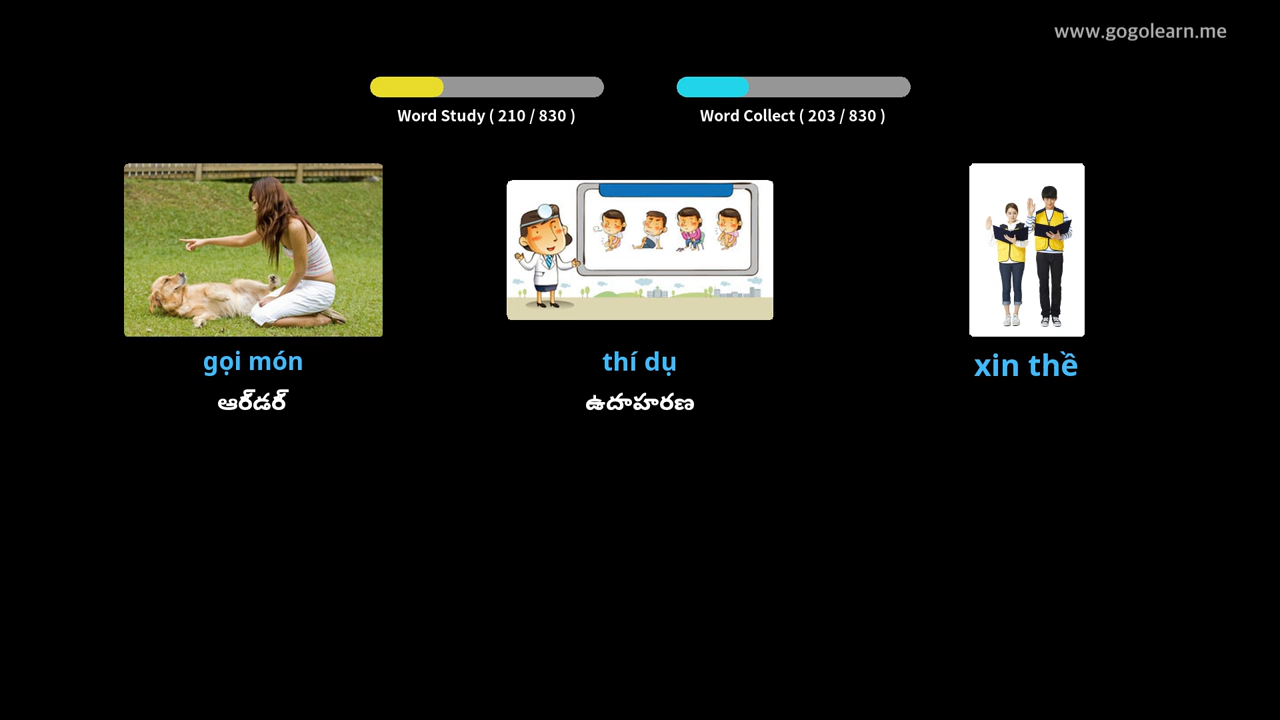 www.gogolearn.me
Word Study ( 210 / 830 )
Word Collect ( 203 / 830 )
gọi món
ఆర్‌డర్
thí dụ
ఉదాహరణ
xin thề